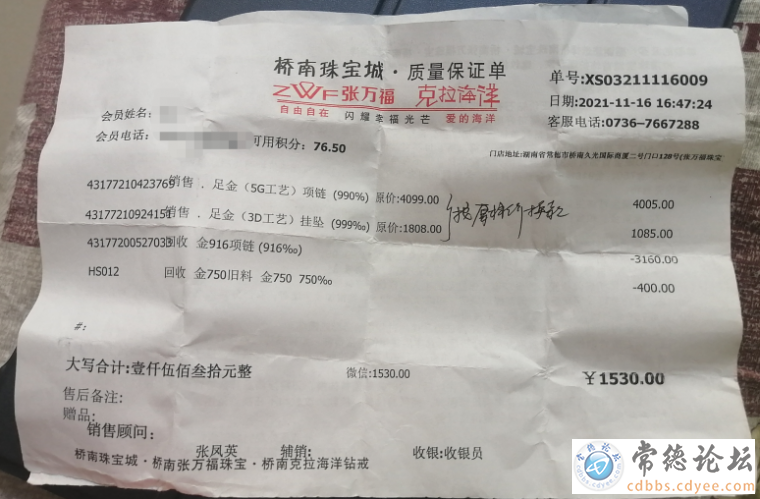 桥南珠宝城·质量保证单
ZWF张万福 克拉海洋
自由自在 闪耀幸福光芒 爱的海洋
单号:XS03211116009
日期:2021-11-16 16:47:24
客服电话:0736-7667288
会员姓名:
会员电话: 可用积分: 76.50
门店地址:湖南省常德市桥南久光国际商厦二号门口120号(张万福珠宝
43177210423769 销售 . 足金(5G工艺)项链 (990%) 原价:4099.00 4005.00
43177210924151 销售 . 足金(3D工艺)挂坠 (999‰) 原价:1808.00 1085.00
4317720052703 回收 金916项链 (916‰) -3160.00
HS012 回收 金750旧料 金750 750‰ -400.00
#:
大写合计:壹仟伍佰叁拾元整 微信:1530.00 ¥1530.00
售后备注:
赠品:
销售顾问: 张凤英 辅销: 收银:收银员
桥南珠宝城·桥南张万福珠宝·桥南克拉海洋钻戒
常德论坛
cdbbs.cdyee.com